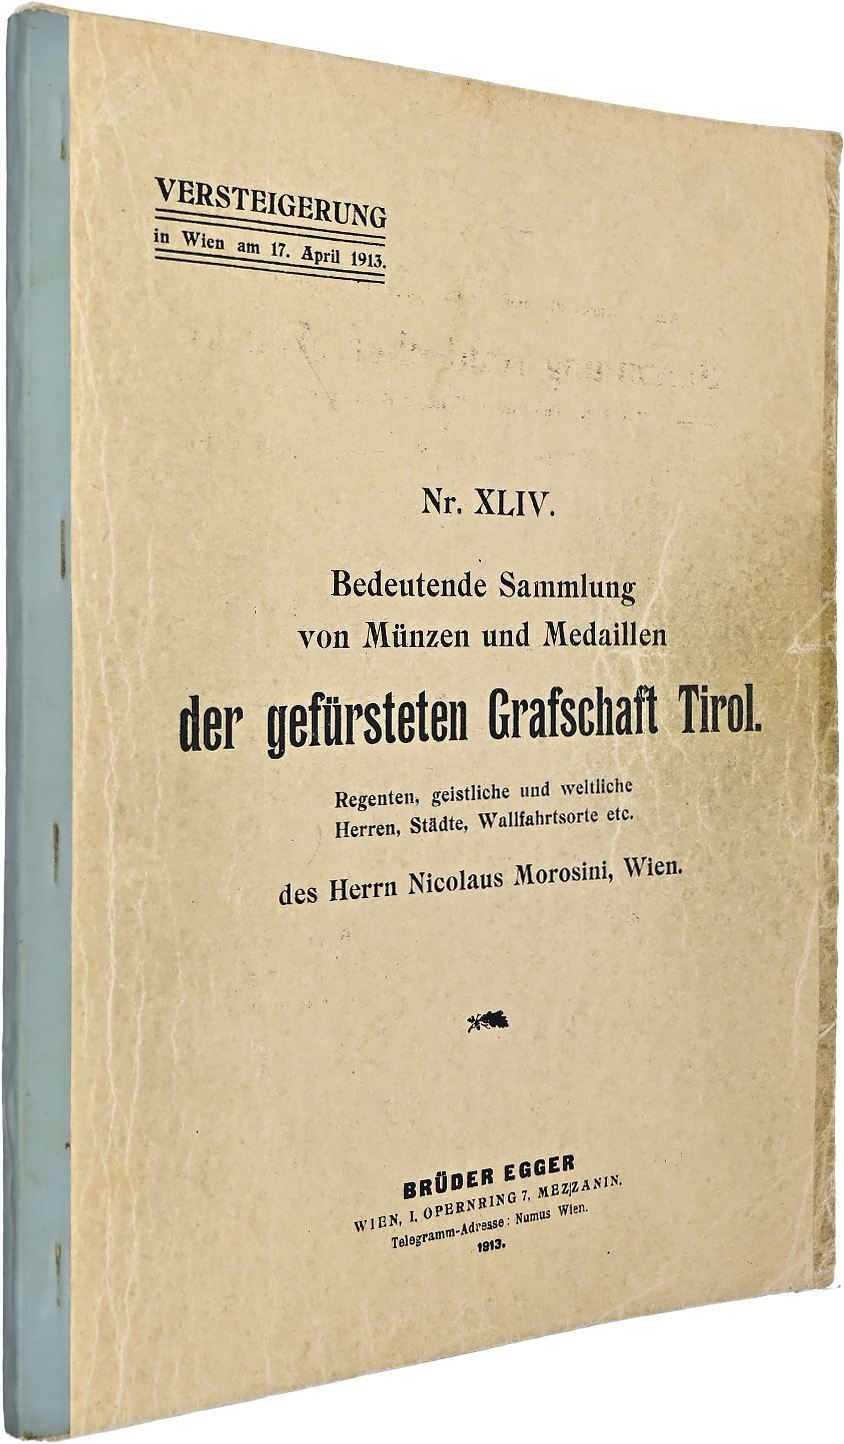 VERSTEIGERUNG
in Wien am 17. April 1913.
Nr. XLIV.
Bedeutende Sammlung
von Münzen und Medaillen
der gefürsteten Grafschaft Tirol.
Regenten, geistliche und weltliche
Herren, Städte, Wallfahrtsorte etc.
des Herrn Nicolaus Morosini, Wien.
BRÜDER EGGER
WIEN, I. OPERNRING 7, MEZZANIN.
Telegramm-Adresse: Numus Wien.
1913.